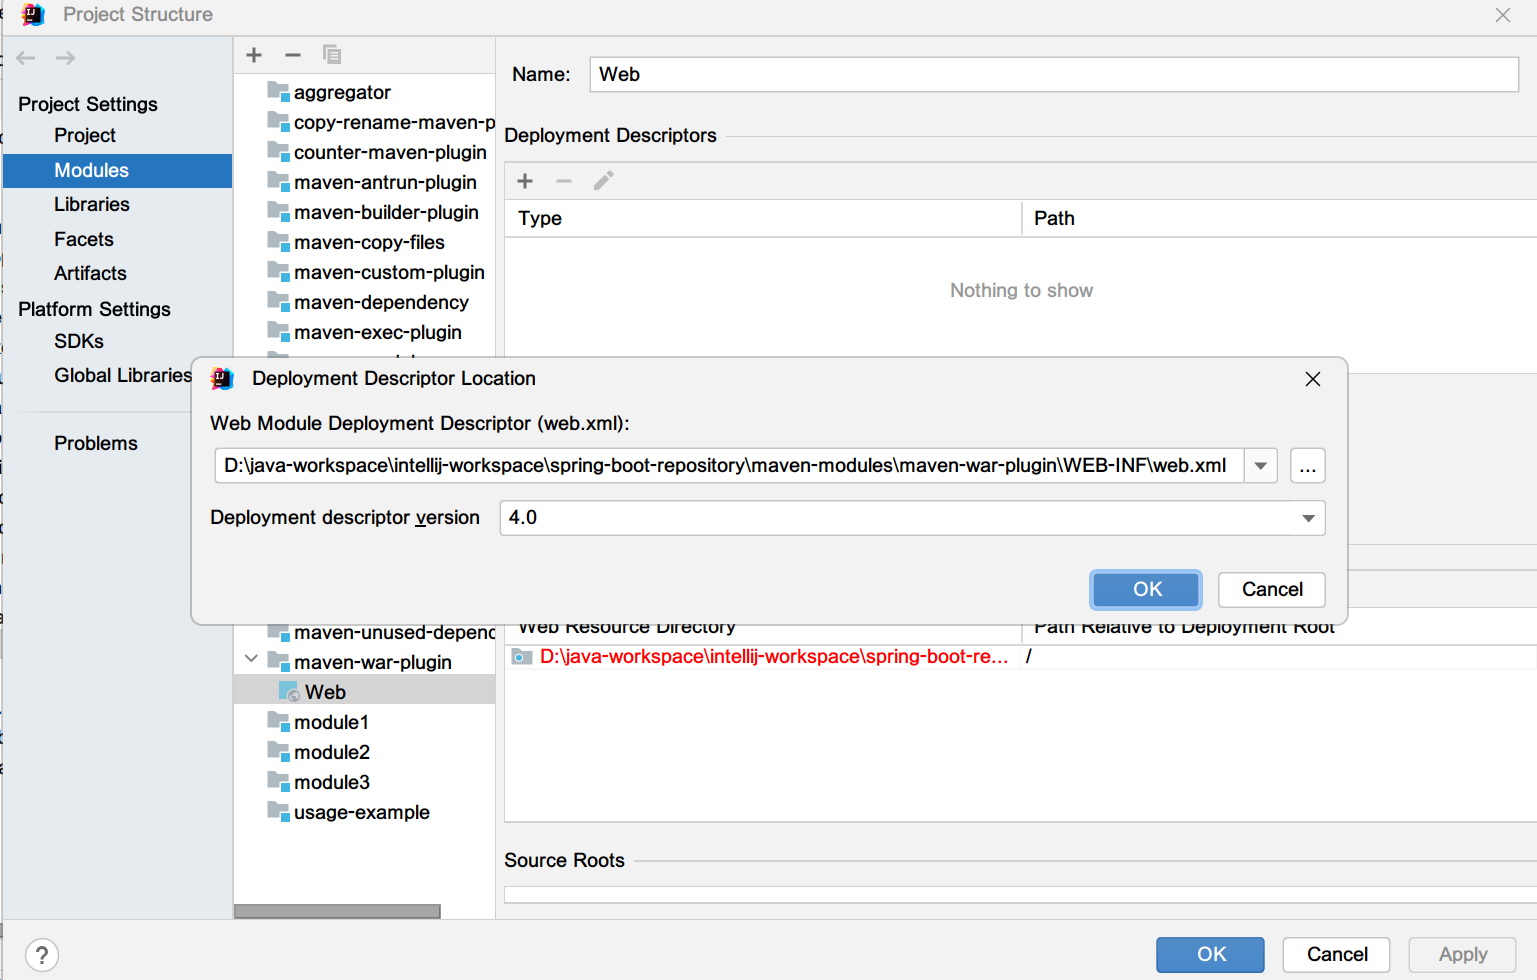 Project Structure
Project Settings
Project
Modules
Libraries
Facets
Artifacts
Platform Settings
SDKs
Global Libraries
Problems
aggregator
copy-rename-maven-p
counter-maven-plugin
maven-antrun-plugin
maven-builder-plugin
maven-copy-files
maven-custom-plugin
maven-dependency
maven-exec-plugin
Name: Web
Deployment Descriptors
Type Path
Nothing to show
Deployment Descriptor Location
Web Module Deployment Descriptor (web.xml):
D:\java-workspace\intellij-workspace\spring-boot-repository\maven-modules\maven-war-plugin\WEB-INF\web.xml ...
Deployment descriptor version 4.0
OK Cancel
maven-unused-depend
maven-war-plugin
Web
module1
module2
module3
usage-example
Web Resource Directory Path Relative to Deployment Root
D:\java-workspace\intellij-workspace\spring-boot-re... /
Source Roots
? OK Cancel Apply